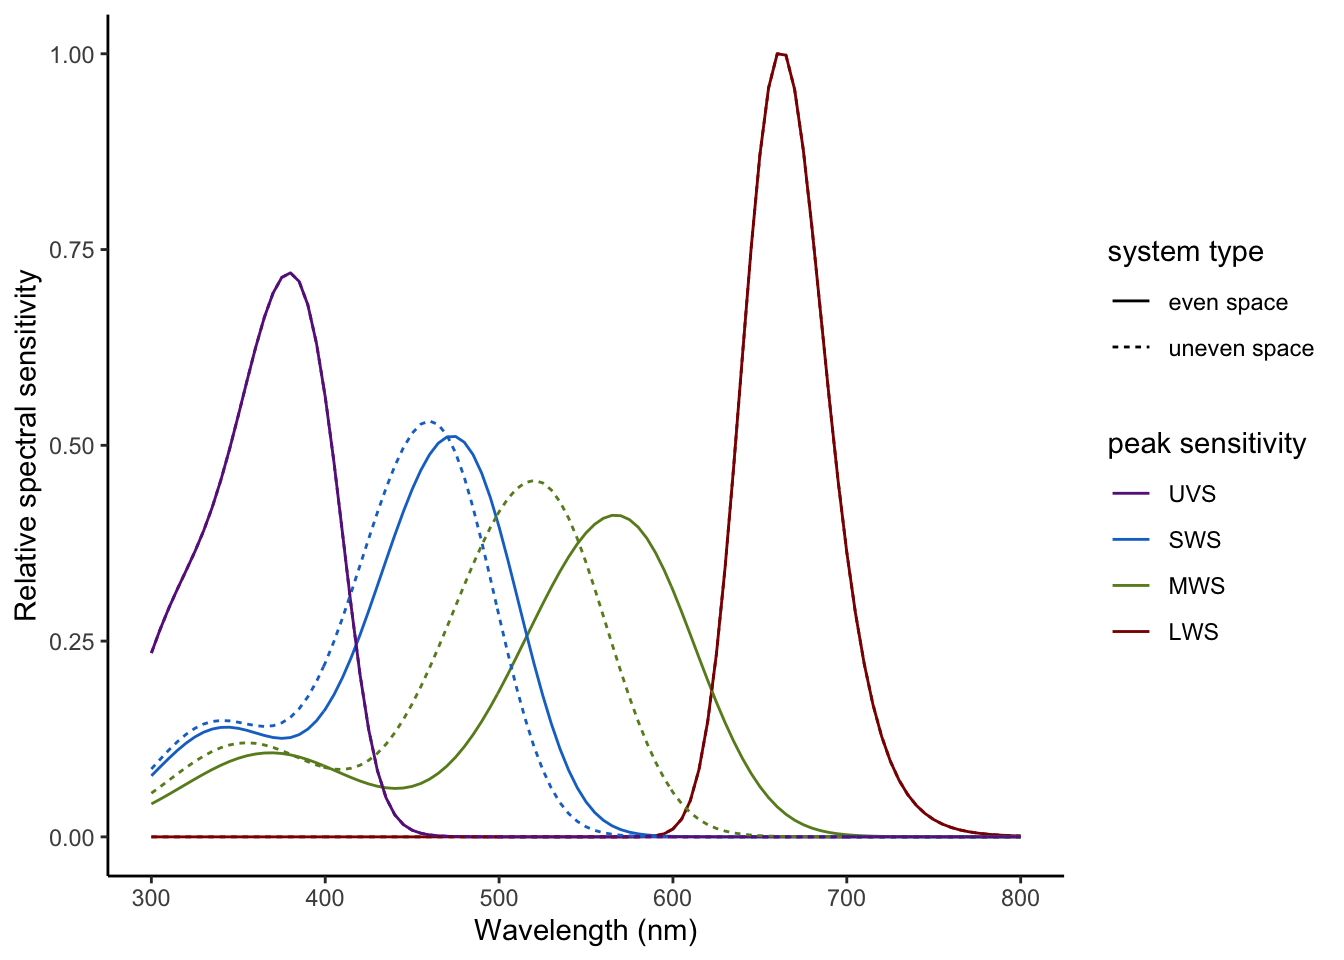 1.00
0.75
0.50
0.25
0.00
Relative spectral sensitivity
300 400 500 600 700 800
Wavelength (nm)
system type
even space
uneven space
peak sensitivity
UVS
SWS
MWS
LWS